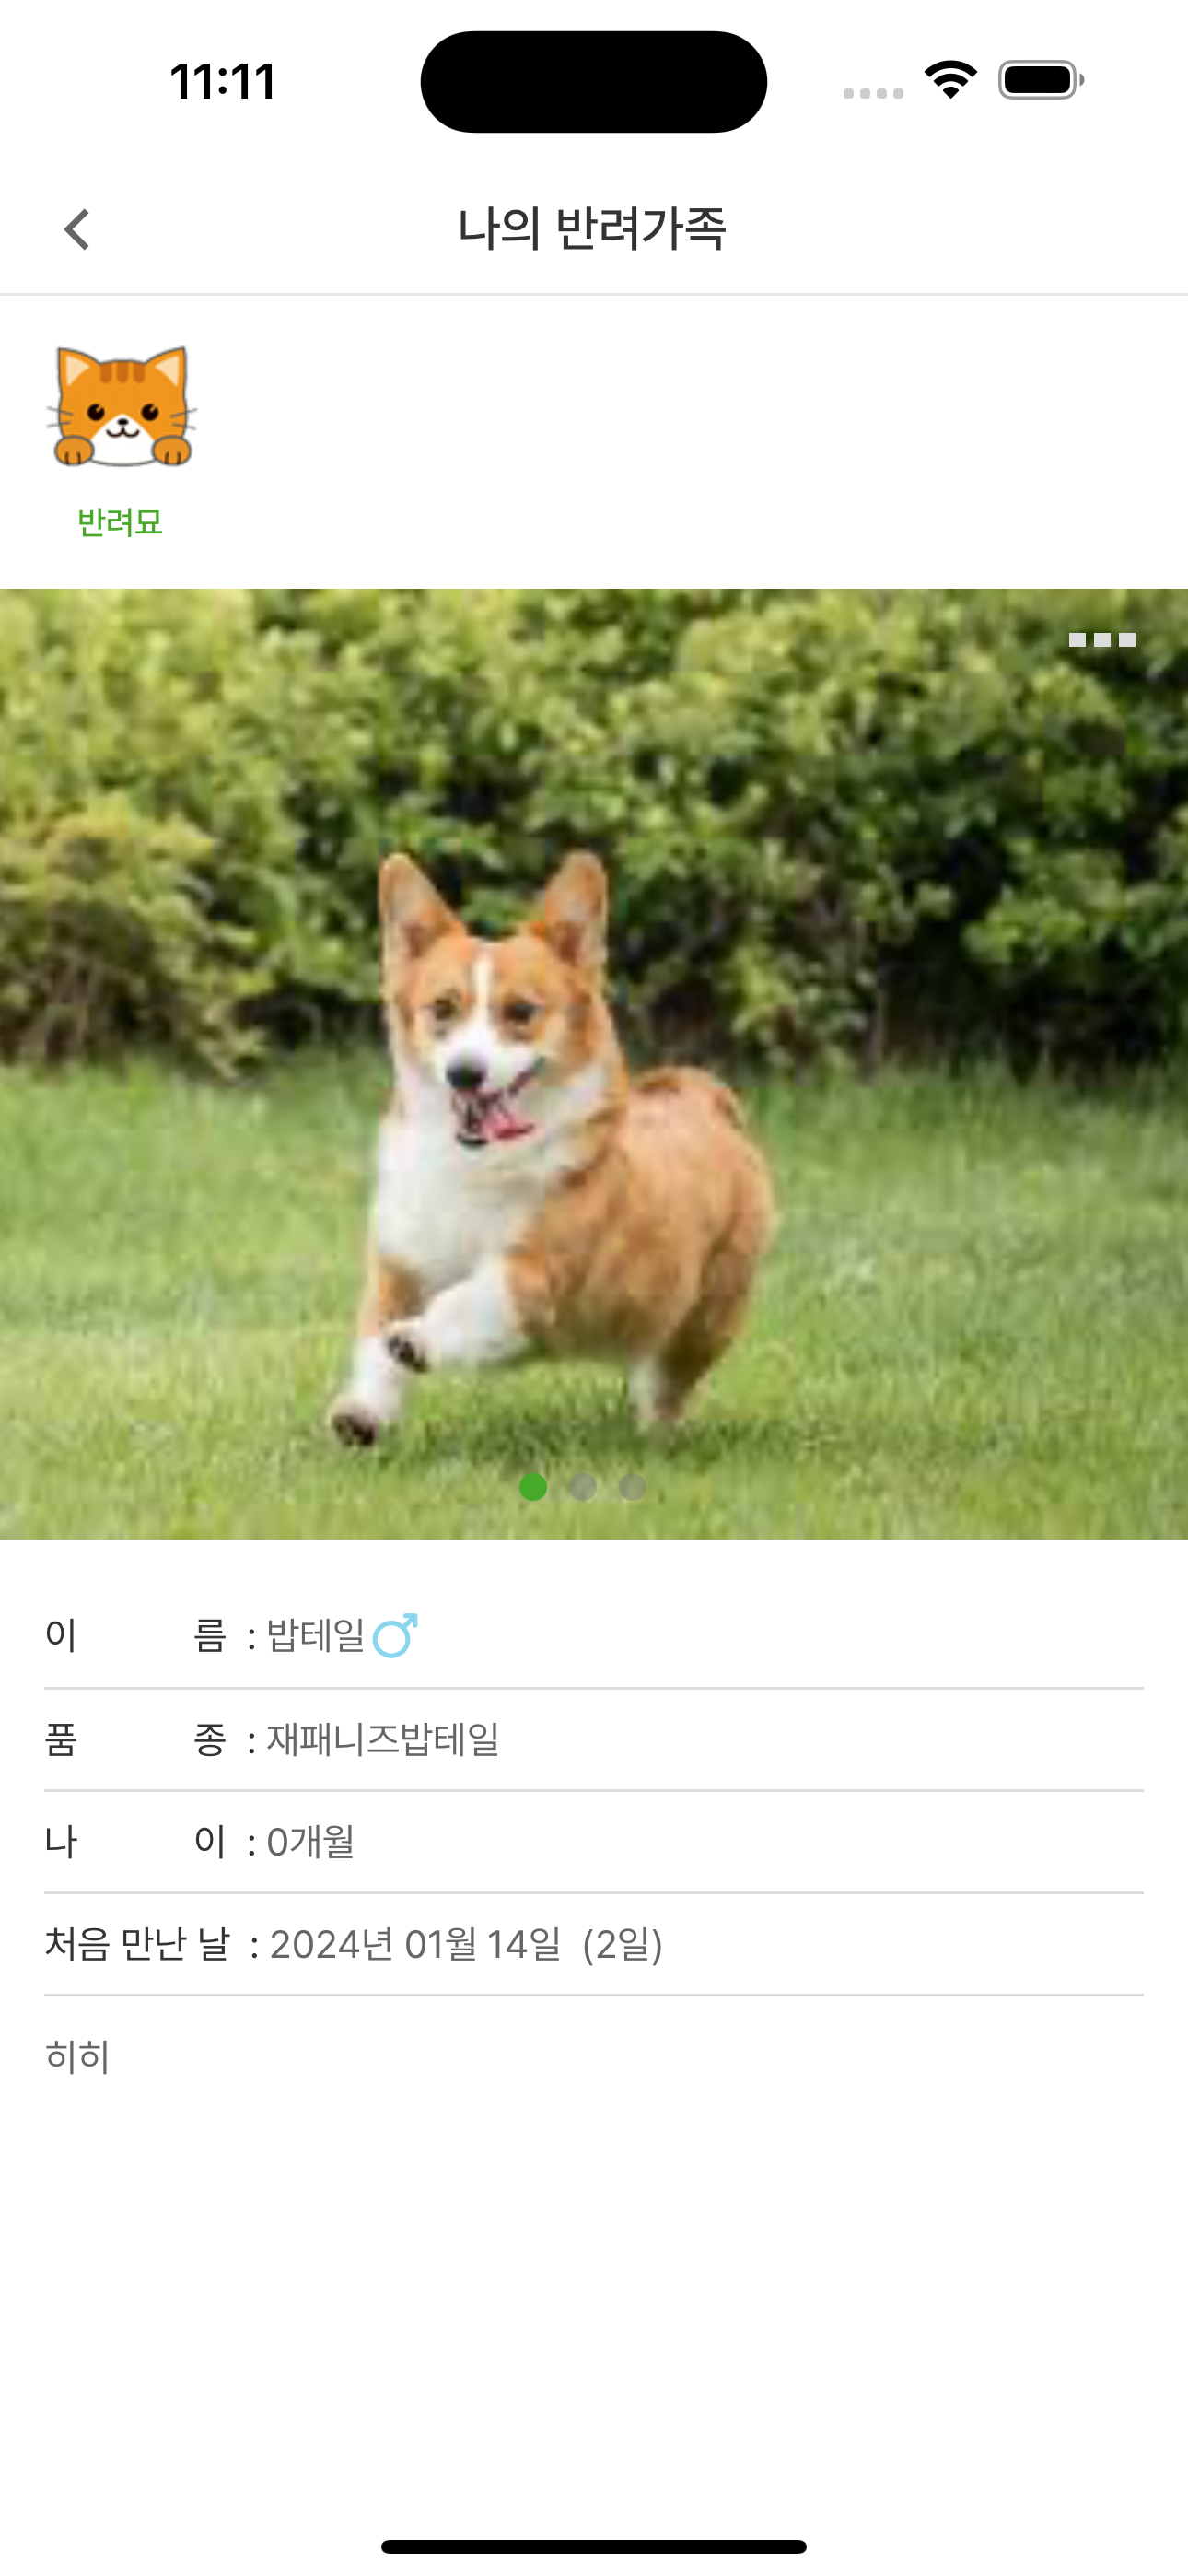 11:11
나의 반려가족
반려묘
이 름 : 밥테일
품 종 : 재패니즈밥테일
나 이 : 0개월
처음 만난 날 : 2024년 01월 14일 (2일)
히히